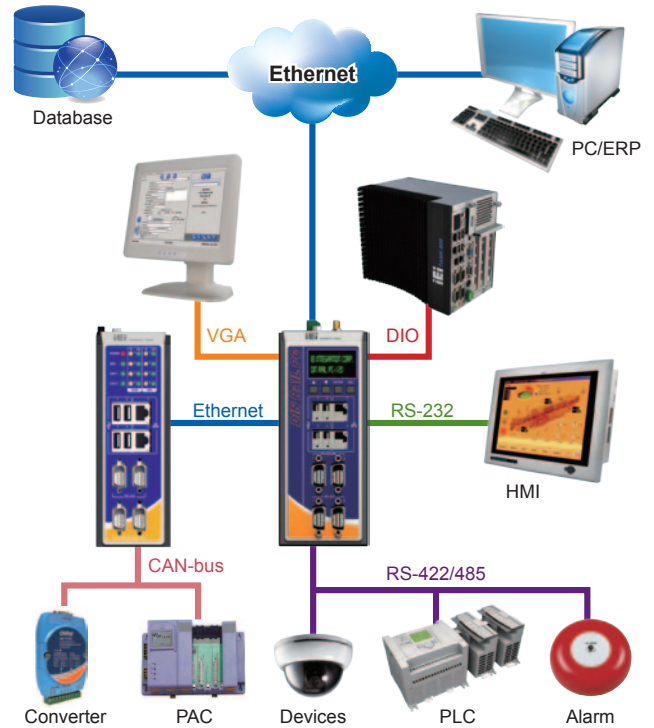 Ethernet
Database
PC/ERP
VGA
DIO
Ethernet
RS-232
HMI
CAN-bus
RS-422/485
Converter
PAC
Devices
PLC
Alarm